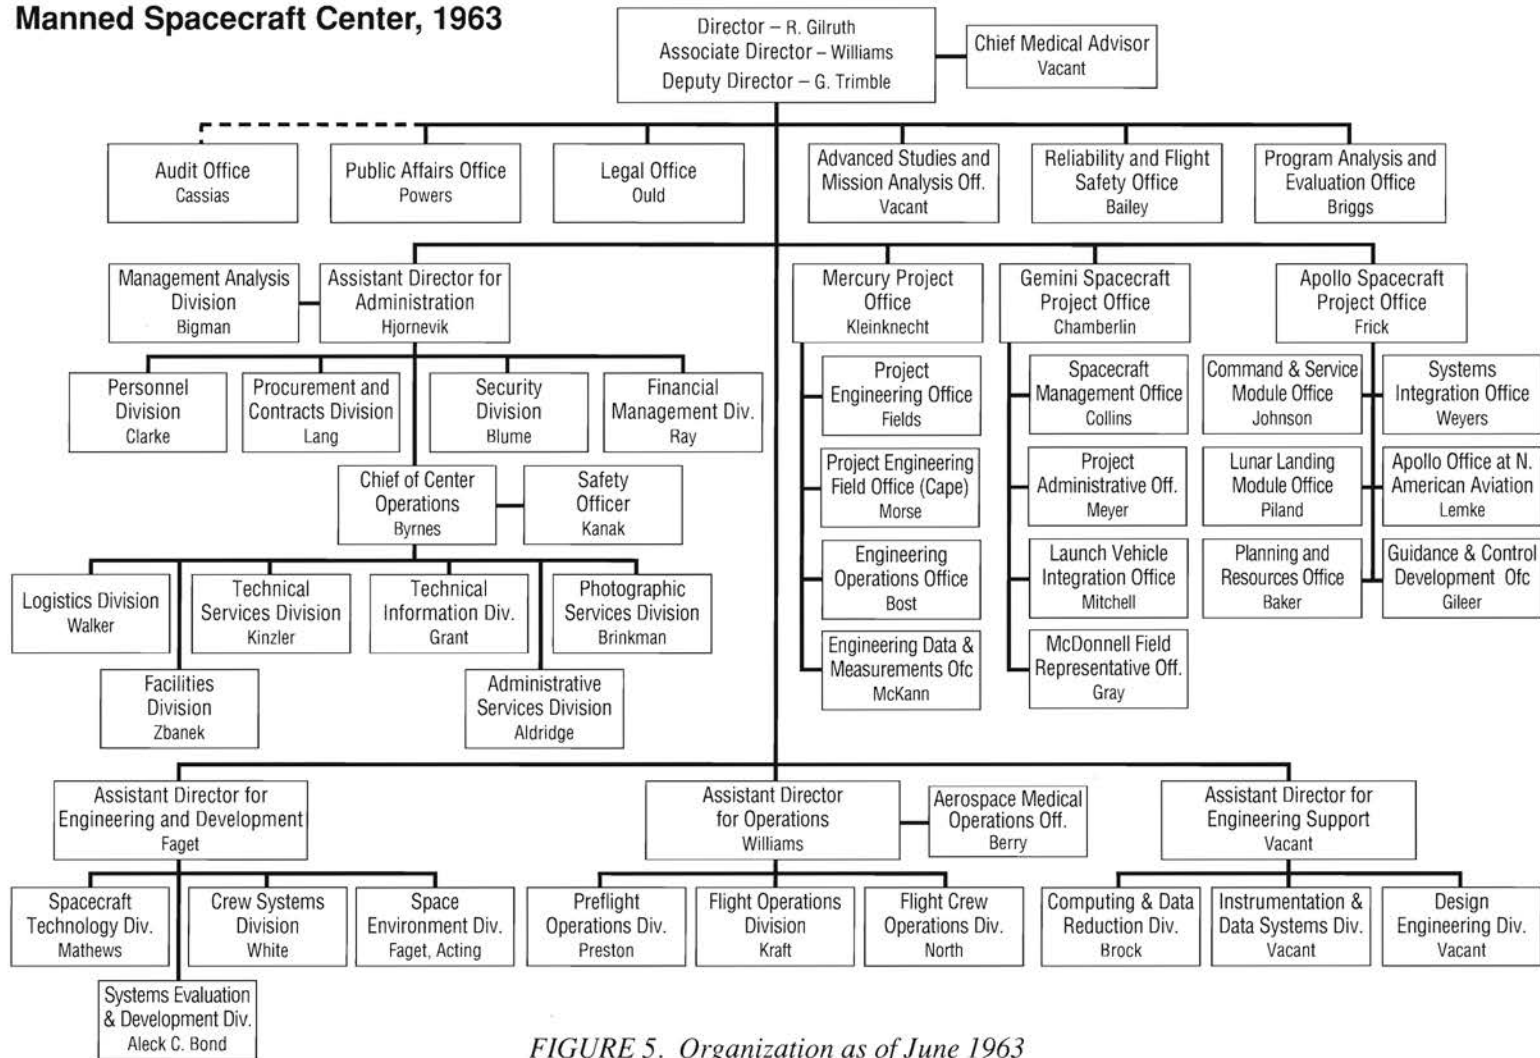 Manned Spacecraft Center, 1963
Director – R. Gilruth
Associate Director – Williams
Deputy Director – G. Trimble
Chief Medical Advisor
Vacant
Audit Office
Cassias
Public Affairs Office
Powers
Legal Office
Ould
Advanced Studies and
Mission Analysis Off.
Vacant
Reliability and Flight
Safety Office
Bailey
Program Analysis and
Evaluation Office
Briggs
Management Analysis
Division
Bigman
Assistant Director for
Administration
Hjornevik
Mercury Project
Office
Kleinknecht
Gemini Spacecraft
Project Office
Chamberlin
Apollo Spacecraft
Project Office
Frick
Personnel
Division
Clarke
Procurement and
Contracts Division
Lang
Security
Division
Blume
Financial
Management Div.
Ray
Project
Engineering Office
Fields
Spacecraft
Management Office
Collins
Command & Service
Module Office
Johnson
Systems
Integration Office
Weyers
Chief of Center
Operations
Byrnes
Safety
Officer
Kanak
Project Engineering
Field Office (Cape)
Morse
Project
Administrative Off.
Meyer
Lunar Landing
Module Office
Piland
Apollo Office at N.
American Aviation
Lemke
Logistics Division
Walker
Technical
Services Division
Kinzler
Technical
Information Div.
Grant
Photographic
Services Division
Brinkman
Engineering
Operations Office
Bost
Launch Vehicle
Integration Office
Mitchell
Planning and
Resources Office
Baker
Guidance & Control
Development Ofc
Gileer
Facilities
Division
Zbanek
Administrative
Services Division
Aldridge
Engineering Data &
Measurements Ofc
McKann
McDonnell Field
Representative Off.
Gray
Assistant Director for
Engineering and Development
Faget
Assistant Director
for Operations
Williams
Aerospace Medical
Operations Off.
Berry
Assistant Director for
Engineering Support
Vacant
Spacecraft
Technology Div.
Mathews
Crew Systems
Division
White
Space
Environment Div.
Faget, Acting
Preflight
Operations Div.
Preston
Flight Operations
Division
Kraft
Flight Crew
Operations Div.
North
Computing & Data
Reduction Div.
Brock
Instrumentation &
Data Systems Div.
Vacant
Design
Engineering Div.
Vacant
Systems Evaluation
& Development Div.
Aleck C. Bond
FIGURE 5. Organization as of June 1963